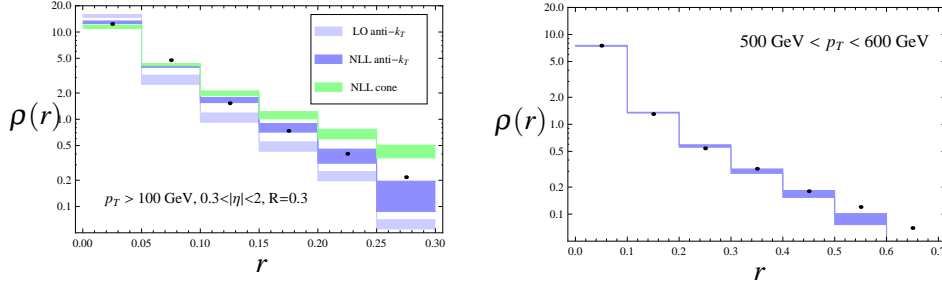 20.0
10.0
5.0
2.0
1.0
0.5
0.2
0.1
ρ(r)
LO anti-k_T
NLL anti-k_T
NLL cone
p_T > 100 GeV, 0.3<|η|<2, R=0.3
0.00 0.05 0.10 0.15 0.20 0.25 0.30
r
20.0
10.0
5.0
2.0
1.0
0.5
0.2
0.1
ρ(r)
500 GeV < p_T < 600 GeV
0.0 0.1 0.2 0.3 0.4 0.5 0.6 0.7
r